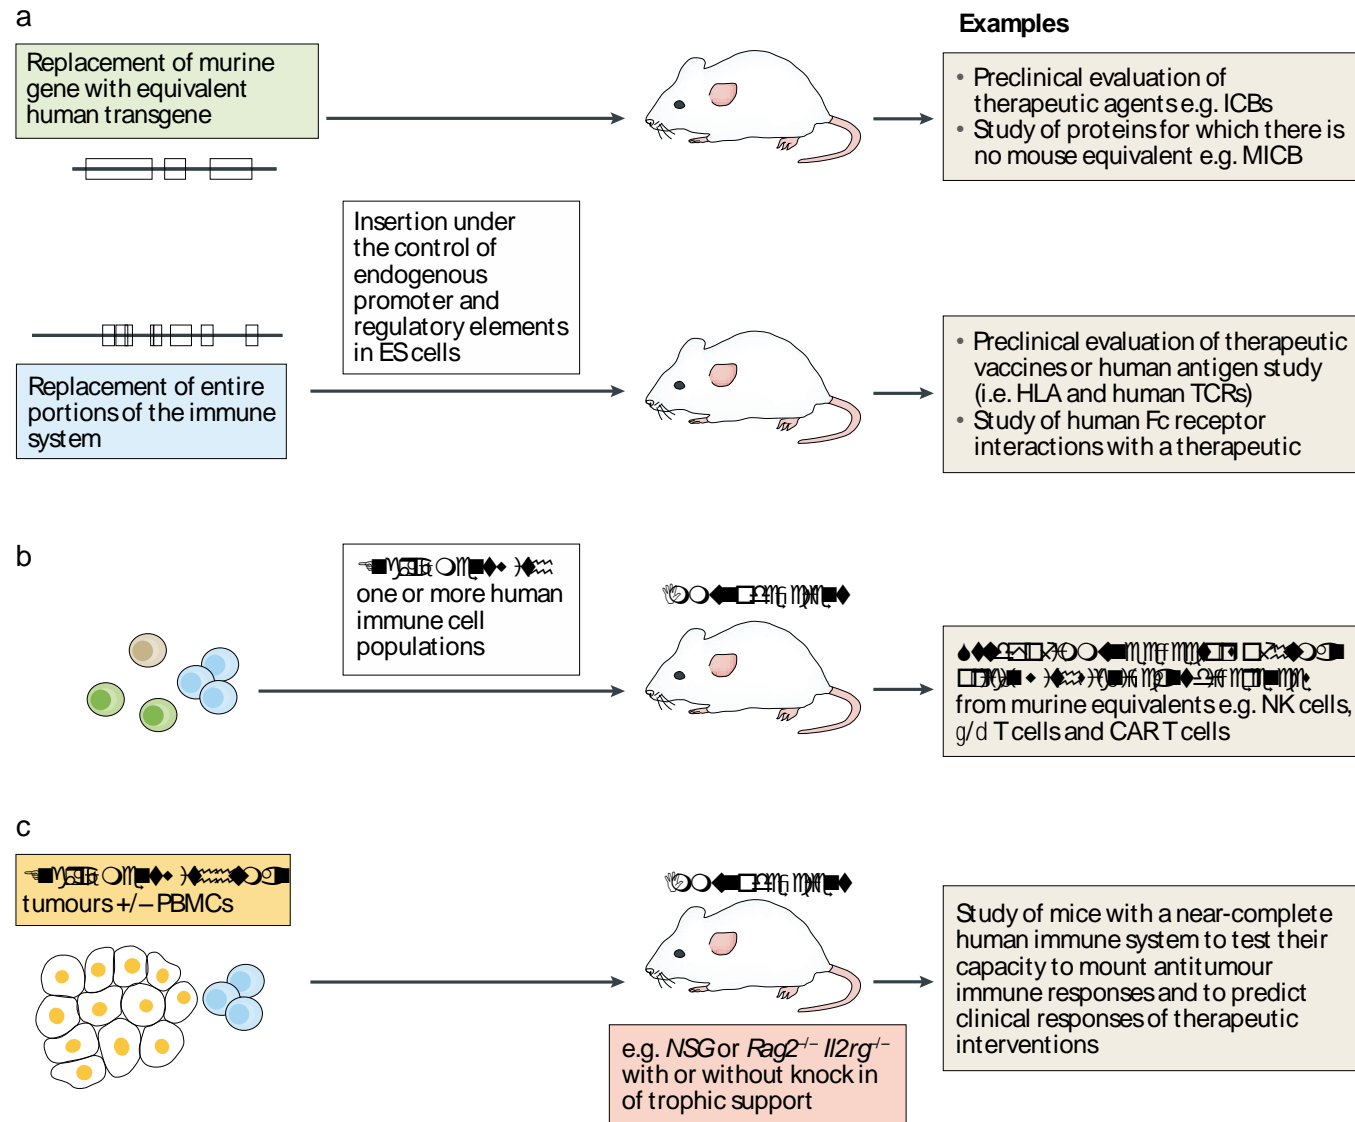 a
Examples
Replacement of murine
gene with equivalent
human transgene
• Preclinical evaluation of
therapeutic agents e.g. ICBs
• Study of proteins for which there is
no mouse equivalent e.g. MICB
Insertion under
the control of
endogenous
promoter and
regulatory elements
in ES cells
Replacement of entire
portions of the immune
system
• Preclinical evaluation of therapeutic
vaccines or human antigen study
(i.e. HLA and human TCRs)
• Study of human Fc receptor
interactions with a therapeutic
b
one or more human
immune cell
populations
from murine equivalents e.g. NK cells,
g/d T cells and CAR T cells
c
tumours +/– PBMCs
e.g. NSG or Rag2–/– Il2rg–/–
with or without knock in
of trophic support
Study of mice with a near-complete
human immune system to test their
capacity to mount antitumour
immune responses and to predict
clinical responses of therapeutic
interventions